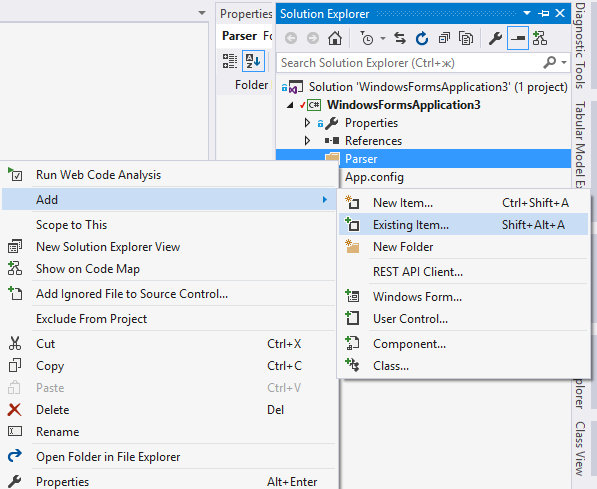 Properties
Parser Fo
Folder
Solution Explorer
Search Solution Explorer (Ctrl+ж)
Solution 'WindowsFormsApplication3' (1 project)
C# WindowsFormsApplication3
Properties
References
Parser
App.config
Run Web Code Analysis
Add
Scope to This
New Solution Explorer View
Show on Code Map
Add Ignored File to Source Control...
Exclude From Project
Cut Ctrl+X
Copy Ctrl+C
Paste Ctrl+V
Delete Del
Rename
Open Folder in File Explorer
Properties Alt+Enter
New Item... Ctrl+Shift+A
Existing Item... Shift+Alt+A
New Folder
REST API Client...
Windows Form...
User Control...
Component...
Class...
Diagnostic Tools
Tabular Model Ex
plorer
Class View